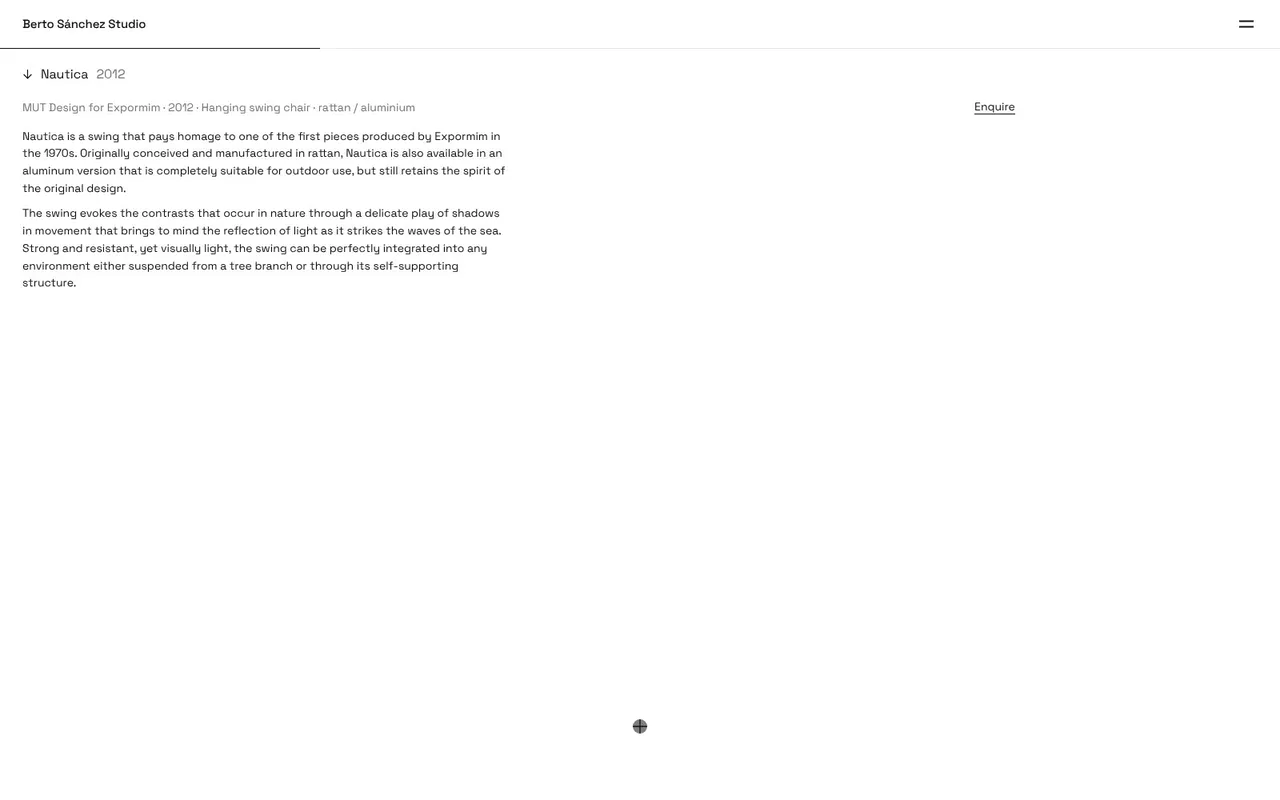 Berto Sánchez Studio
↓ Nautica 2012
MUT Design for Expormim · 2012 · Hanging swing chair · rattan / aluminium
Enquire
Nautica is a swing that pays homage to one of the first pieces produced by Expormim in
the 1970s. Originally conceived and manufactured in rattan, Nautica is also available in an
aluminum version that is completely suitable for outdoor use, but still retains the spirit of
the original design.
The swing evokes the contrasts that occur in nature through a delicate play of shadows
in movement that brings to mind the reflection of light as it strikes the waves of the sea.
Strong and resistant, yet visually light, the swing can be perfectly integrated into any
environment either suspended from a tree branch or through its self-supporting
structure.